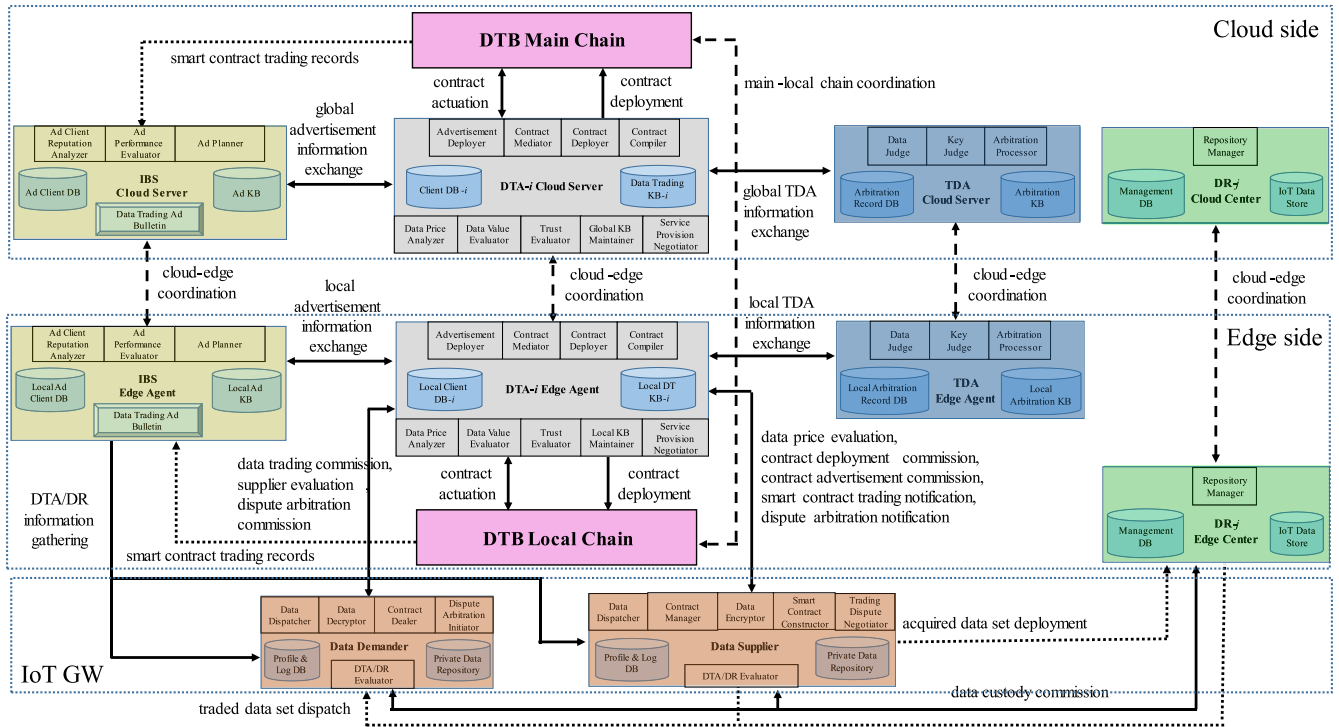 Cloud side
DTB Main Chain
smart contract trading records
contract
actuation
contract
deployment
main -local chain coordination
global
advertisement
information
exchange
Ad Client
Reputation
Analyzer
Ad
Performance
Evaluator
Ad Planner
IBS
Cloud Server
Ad Client DB
Ad KB
Data Trading Ad
Bulletin
Advertisement
Deployer
Contract
Mediator
Contract
Deployer
Contract
Compiler
Client DB-i
DTA-i Cloud Server
Data Trading
KB-i
Data Price
Analyzer
Data Value
Evaluator
Trust
Evaluator
Global KB
Maintainer
Service
Provision
Negotiator
global TDA
information
exchange
Data
Judge
Key
Judge
Arbitration
Processor
Arbitration
Record DB
TDA
Cloud Server
Arbitration
KB
Repository
Manager
Management
DB
DR-j
Cloud Center
IoT Data
Store
cloud-edge
coordination
cloud-edge
coordination
cloud-edge
coordination
cloud-edge
coordination
Edge side
local
advertisement
information
exchange
local TDA
information
exchange
Ad Client
Reputation
Analyzer
Ad
Performance
Evaluator
Ad Planner
Local Ad
Client DB
IBS
Edge Agent
Local Ad
KB
Data Trading Ad
Bulletin
Advertisement
Deployer
Contract
Mediator
Contract
Deployer
Contract
Compiler
Local Client
DB-i
DTA-i Edge Agent
Local DT
KB-i
Data Price
Analyzer
Data Value
Evaluator
Trust
Evaluator
Local KB
Maintainer
Service
Provision
Negotiator
Data
Judge
Key
Judge
Arbitration
Processor
Local Arbitration
Record DB
TDA
Edge Agent
Local
Arbitration KB
data trading commission,
supplier evaluation
dispute arbitration
commission
contract
actuation
contract
deployment
data price evaluation,
contract deployment commission,
contract advertisement commission,
smart contract trading notification,
dispute arbitration notification
Repository
Manager
Management
DB
DR-j
Edge Center
IoT Data
Store
DTA/DR
information
gathering
DTB Local Chain
smart contract trading records
IoT GW
Data
Dispatcher
Data
Decryptor
Contract
Dealer
Dispute
Arbitration
Initiator
Data Demander
Profile &
Log DB
DTA/DR
Evaluator
Private Data
Repository
Data
Dispatcher
Contract
Manager
Data
Encryptor
Smart
Contract
Constructor
Trading
Dispute
Negotiator
Data Supplier
Profile & Log
DB
DTA/DR Evaluator
Private Data
Repository
acquired data set deployment
traded data set dispatch
data custody commission